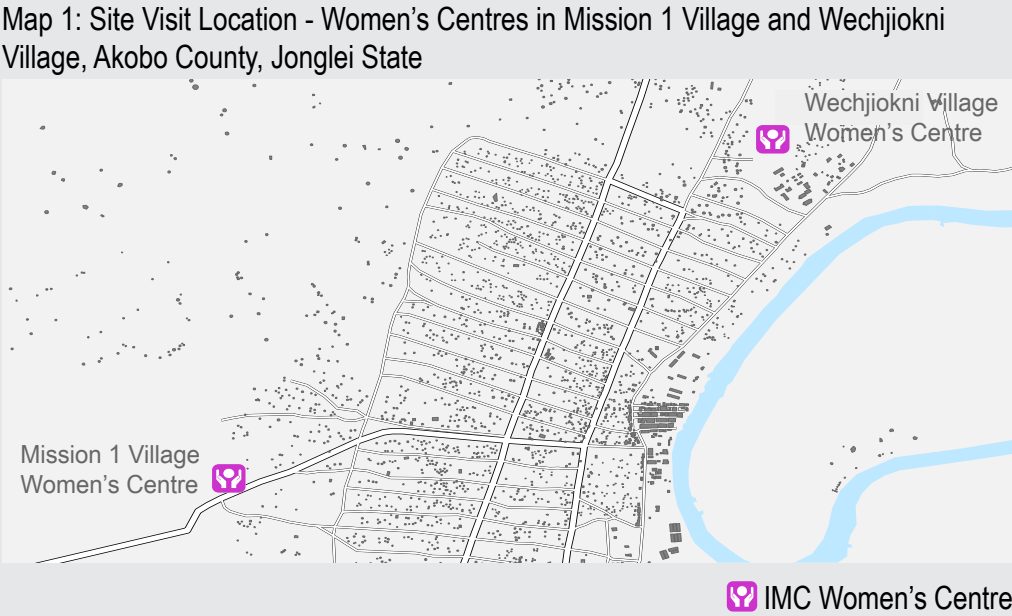 Map 1: Site Visit Location - Women’s Centres in Mission 1 Village and Wechjiokni
Village, Akobo County, Jonglei State
Wechjiokni Village
Women’s Centre
Mission 1 Village
Women’s Centre
IMC Women’s Centre